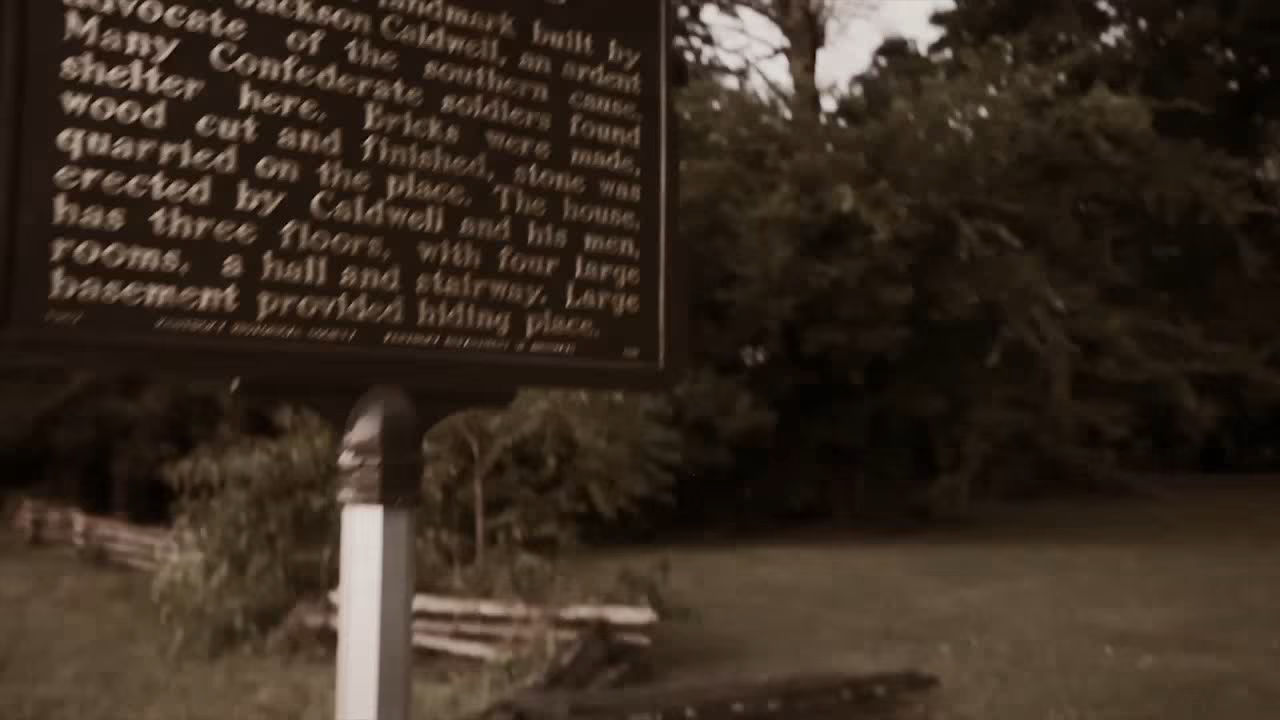 landmark built by
Jackson Caldwell, an ardent
advocate of the southern cause.
Many Confederate soldiers found
shelter here. Bricks were made,
wood cut and finished, stone was
quarried on the place. The house,
erected by Caldwell and his men,
has three floors, with four large
rooms, a hall and stairway. Large
basement provided hiding place.